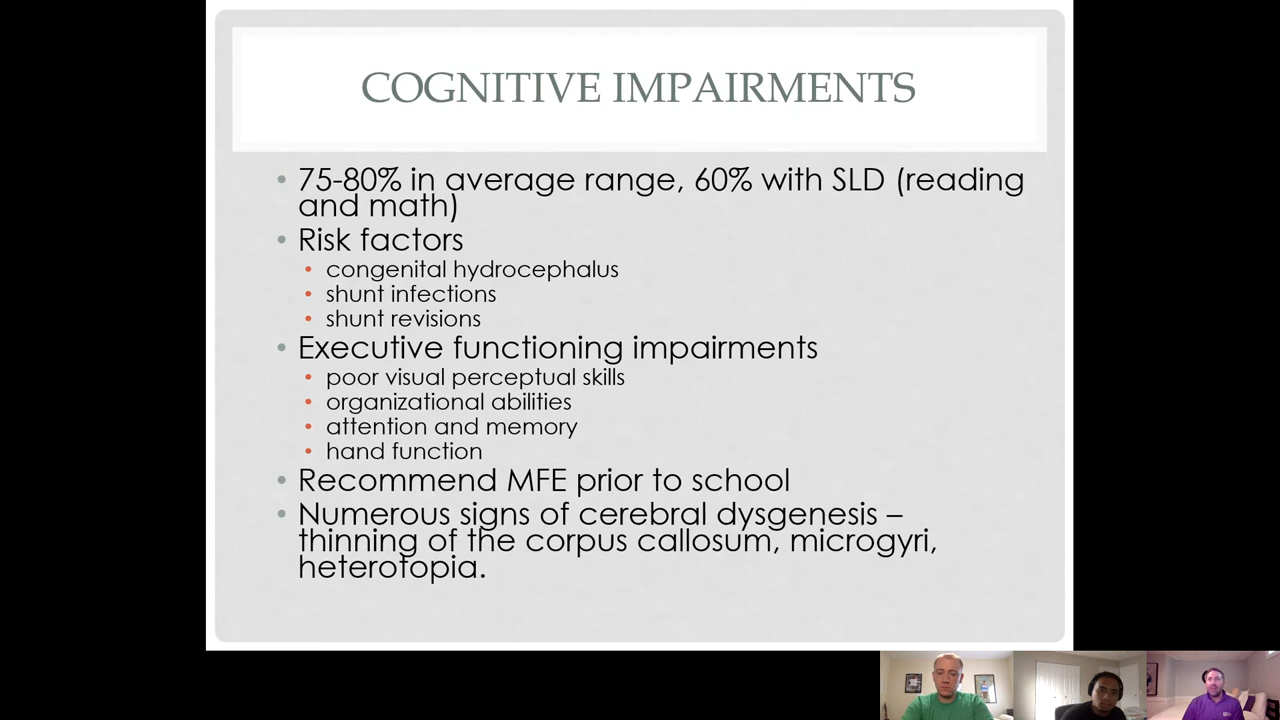 COGNITIVE IMPAIRMENTS
• 75-80% in average range, 60% with SLD (reading
and math)
• Risk factors
• congenital hydrocephalus
• shunt infections
• shunt revisions
• Executive functioning impairments
• poor visual perceptual skills
• organizational abilities
• attention and memory
• hand function
• Recommend MFE prior to school
• Numerous signs of cerebral dysgenesis –
thinning of the corpus callosum, microgyri,
heterotopia.